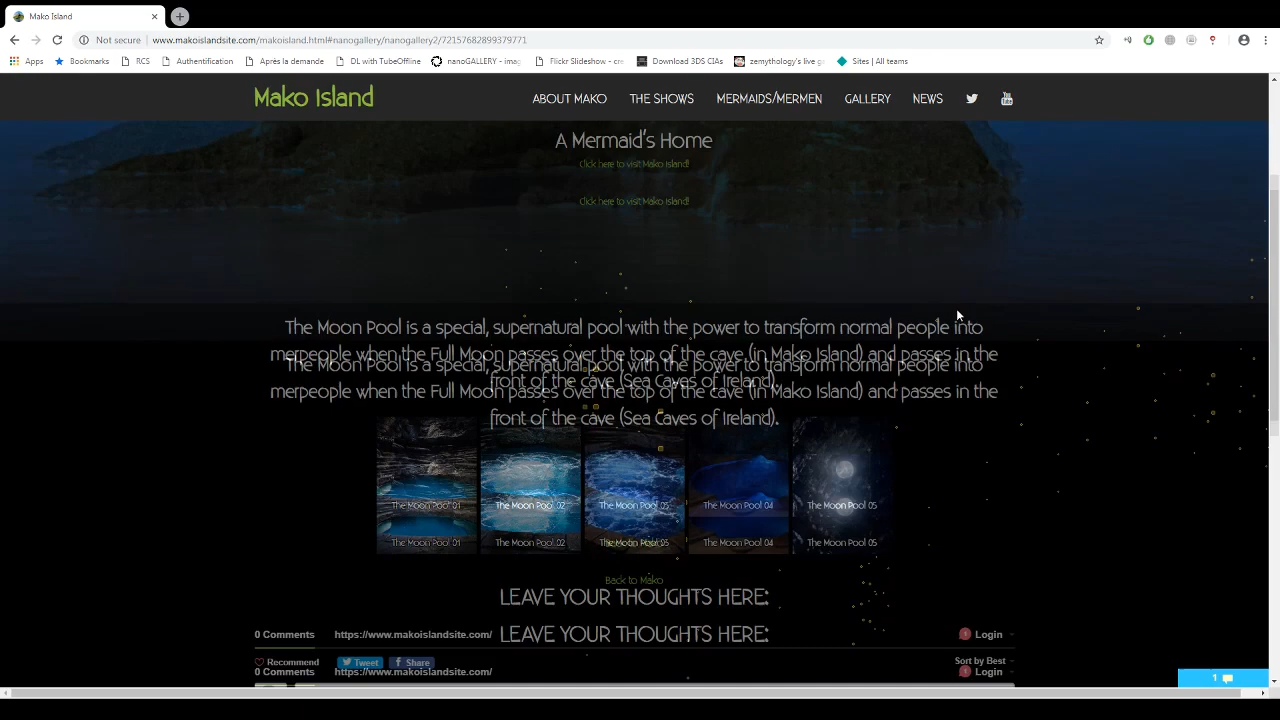 Mako Island
Not secure www.makoislandsite.com/makoisland.html#nanogallery/nanogallery2/72157682899379771
Apps Bookmarks RCS Authentification Après la demande DL with TubeOffline nanoGALLERY - imag Flickr Slideshow - cre Download 3DS CIAs zemythology's live g Sites | All teams
Mako Island ABOUT MAKO THE SHOWS MERMAIDS/MERMEN GALLERY NEWS
A Mermaid's Home
Click here to visit Mako Island!
Click here to visit Mako Island!
The Moon Pool is a special, supernatural pool with the power to transform normal people into
merpeople when the Full Moon passes over the top of the cave (in Mako Island) and passes in the
The Moon Pool is a special, supernatural pool with the power to transform normal people into
front of the cave (Sea Caves of Ireland).
merpeople when the Full Moon passes over the top of the cave (in Mako Island) and passes in the
front of the cave (Sea Caves of Ireland).
The Moon Pool 01 The Moon Pool 02 The Moon Pool 03 The Moon Pool 04 The Moon Pool 05
The Moon Pool 01 The Moon Pool 02 The Moon Pool 03 The Moon Pool 04 The Moon Pool 05
Back to Mako
LEAVE YOUR THOUGHTS HERE:
0 Comments https://www.makoislandsite.com/ LEAVE YOUR THOUGHTS HERE: Login
Recommend Tweet Share Sort by Best
0 Comments https://www.makoislandsite.com/ Login
1